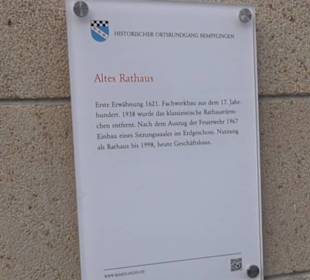 HISTORISCHER ORTSRUNDGANG BEMPFLINGEN
Altes Rathaus
Erste Erwähnung 1621. Fachwerkbau aus dem 17. Jahr-
hundert. 1938 wurde das klassizistische Rathaustürm-
chen entfernt. Nach dem Auszug der Feuerwehr 1967
Einbau eines Sitzungssaales im Erdgeschoss. Nutzung
als Rathaus bis 1998, heute Geschäftshaus.